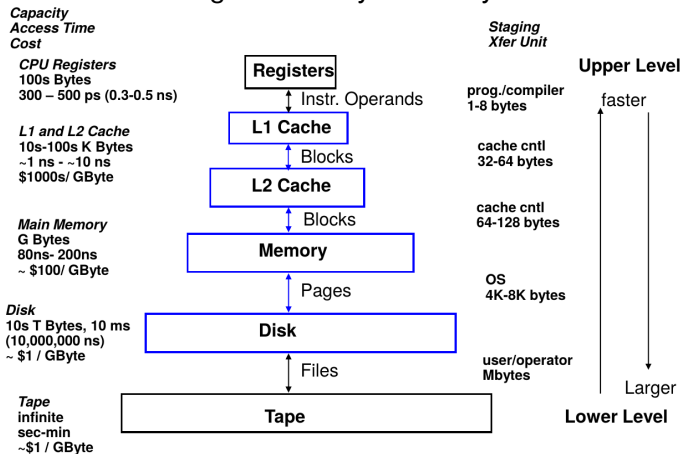 Capacity
Access Time
Cost
Staging
Xfer Unit
CPU Registers
100s Bytes
300 – 500 ps (0.3-0.5 ns)
Registers
Upper Level
Instr. Operands
prog./compiler
1-8 bytes
faster
L1 and L2 Cache
10s-100s K Bytes
~1 ns - ~10 ns
$1000s/ GByte
L1 Cache
Blocks
cache cntl
32-64 bytes
L2 Cache
Blocks
cache cntl
64-128 bytes
Main Memory
G Bytes
80ns- 200ns
~ $100/ GByte
Memory
Pages
OS
4K-8K bytes
Disk
10s T Bytes, 10 ms
(10,000,000 ns)
~ $1 / GByte
Disk
Files
user/operator
Mbytes
Larger
Tape
infinite
sec-min
~$1 / GByte
Tape
Lower Level